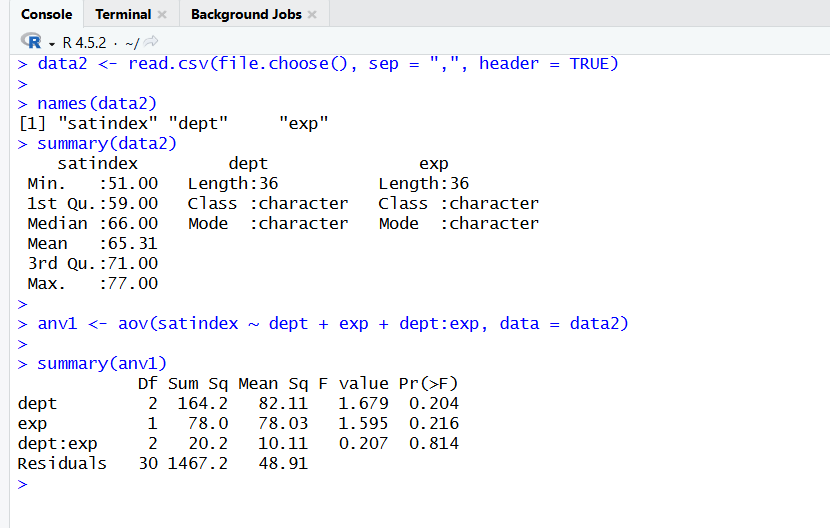 Console Terminal Background Jobs
R R 4.5.2 · ~/
> data2 <- read.csv(file.choose(), sep = ",", header = TRUE)
>
> names(data2)
[1] "satindex" "dept"     "exp"
> summary(data2)
    satindex         dept               exp
 Min.   :51.00   Length:36          Length:36
 1st Qu.:59.00   Class :character   Class :character
 Median :66.00   Mode  :character   Mode  :character
 Mean   :65.31
 3rd Qu.:71.00
 Max.   :77.00
>
> anv1 <- aov(satindex ~ dept + exp + dept:exp, data = data2)
>
> summary(anv1)
            Df Sum Sq Mean Sq F value Pr(>F)
dept         2  164.2   82.11   1.679  0.204
exp          1   78.0   78.03   1.595  0.216
dept:exp     2   20.2   10.11   0.207  0.814
Residuals   30 1467.2   48.91
>